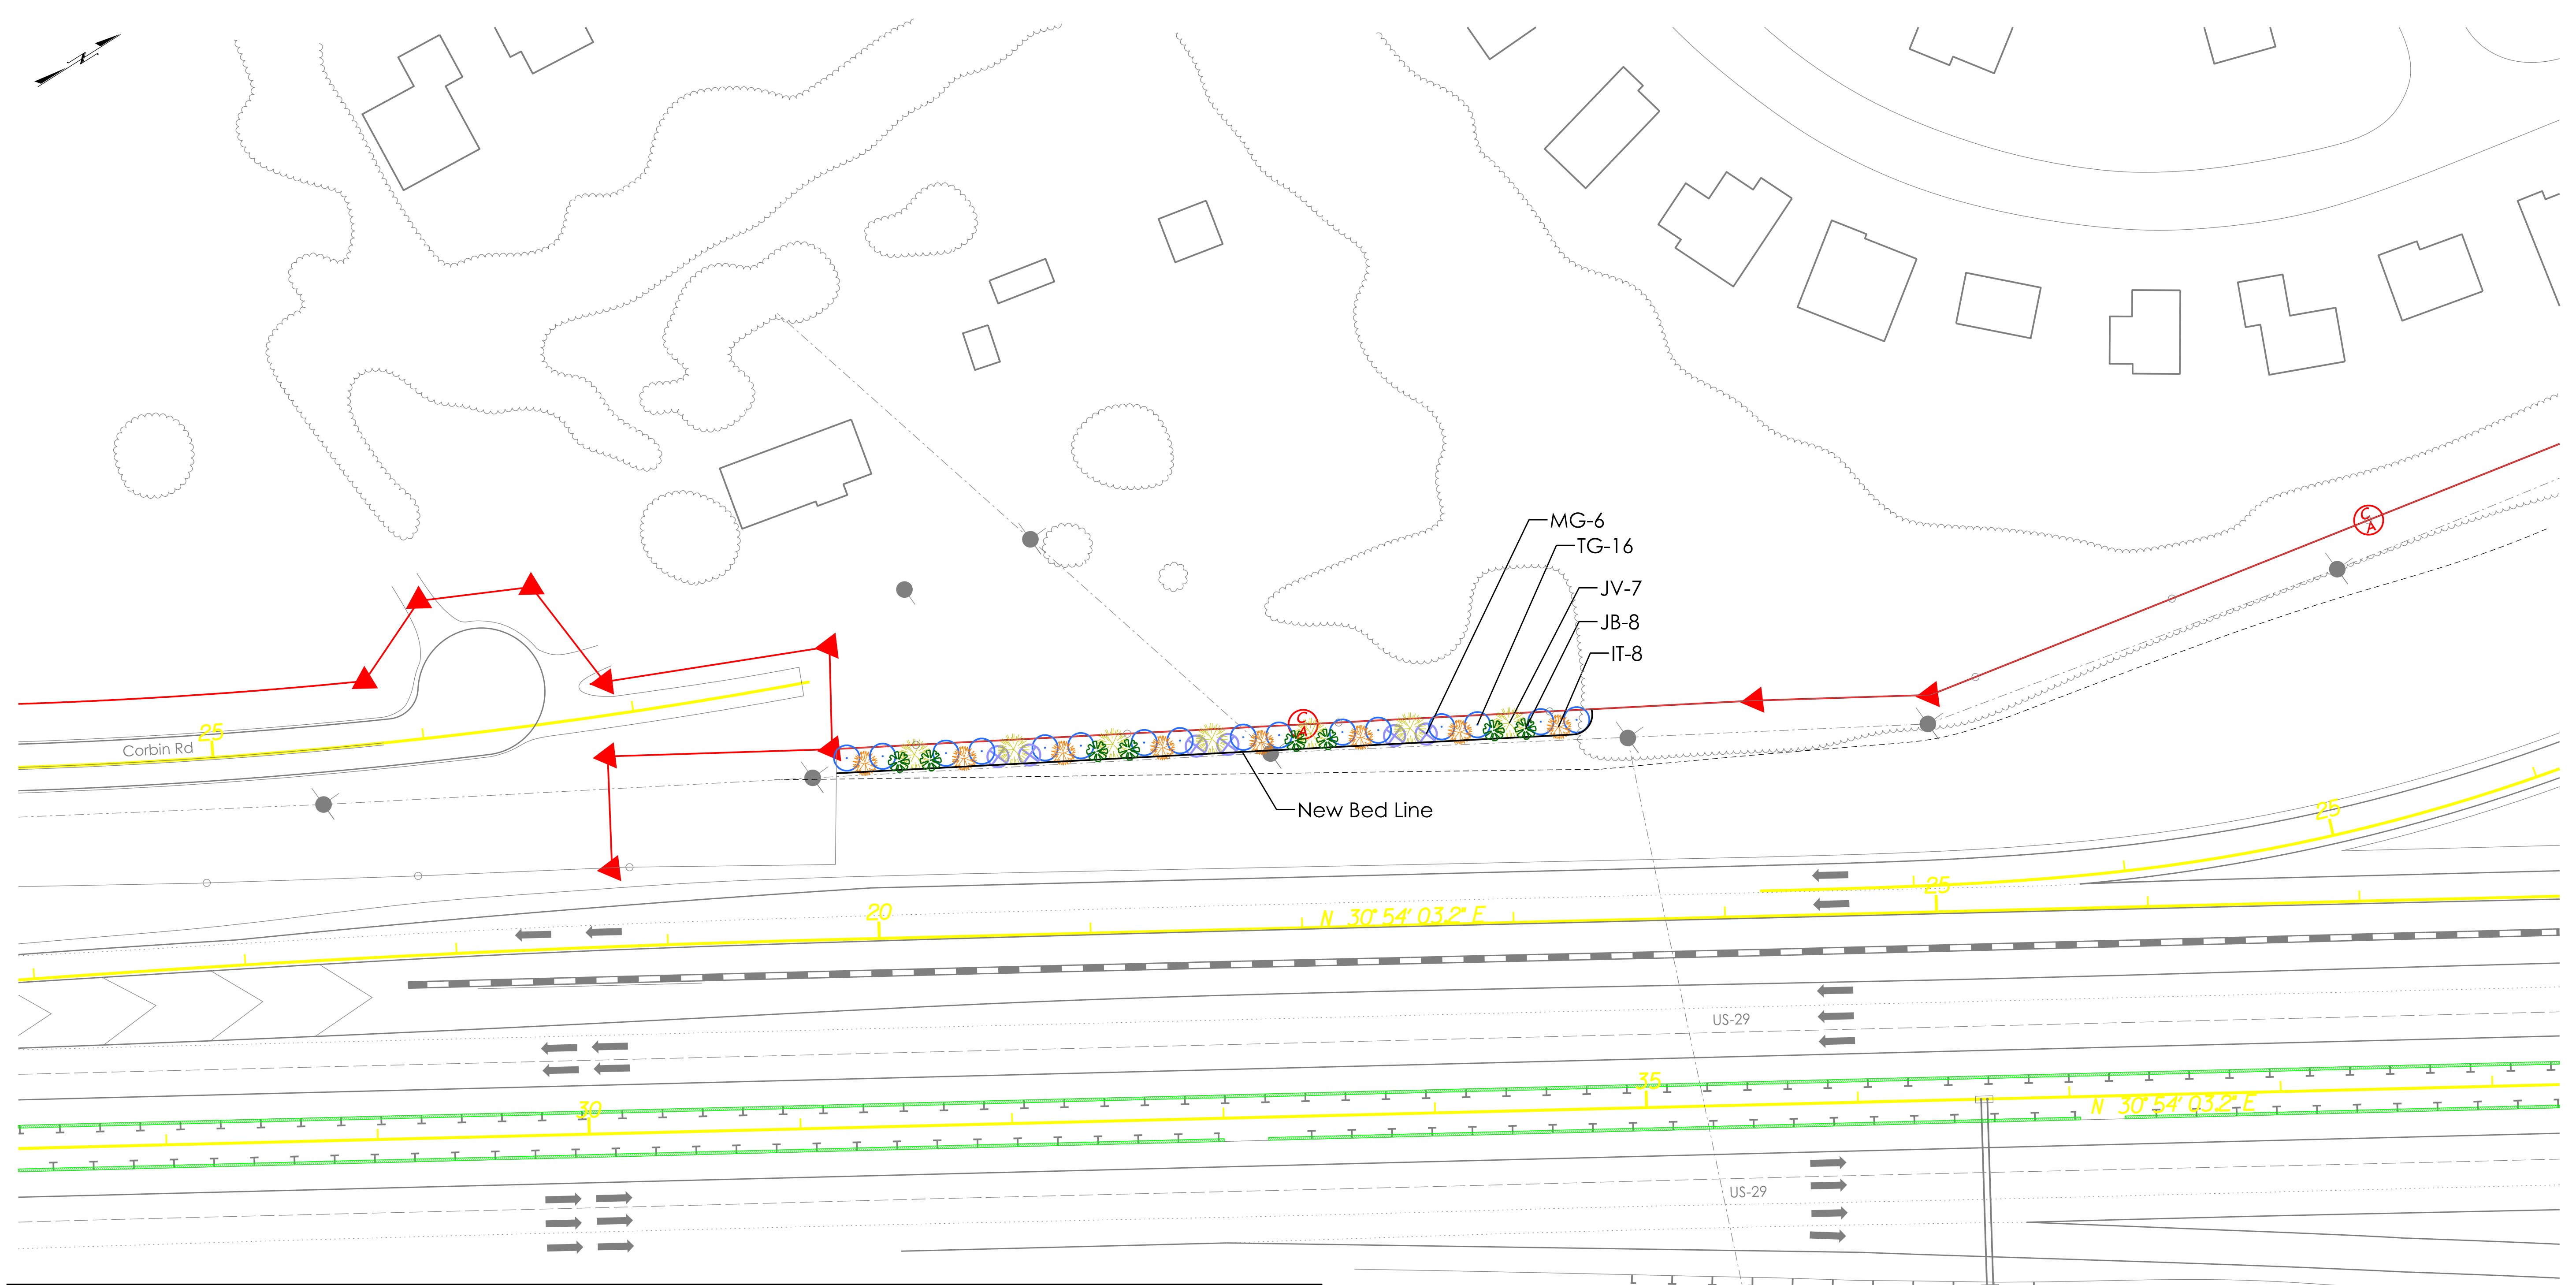 N
MG-6
TG-16
JV-7
JB-8
IT-8
C
A
C
A
25
Corbin Rd
New Bed Line
25
20
N 30° 54' 03.2" E
25
US-29
35
30
N 30° 54' 03.2" E
US-29